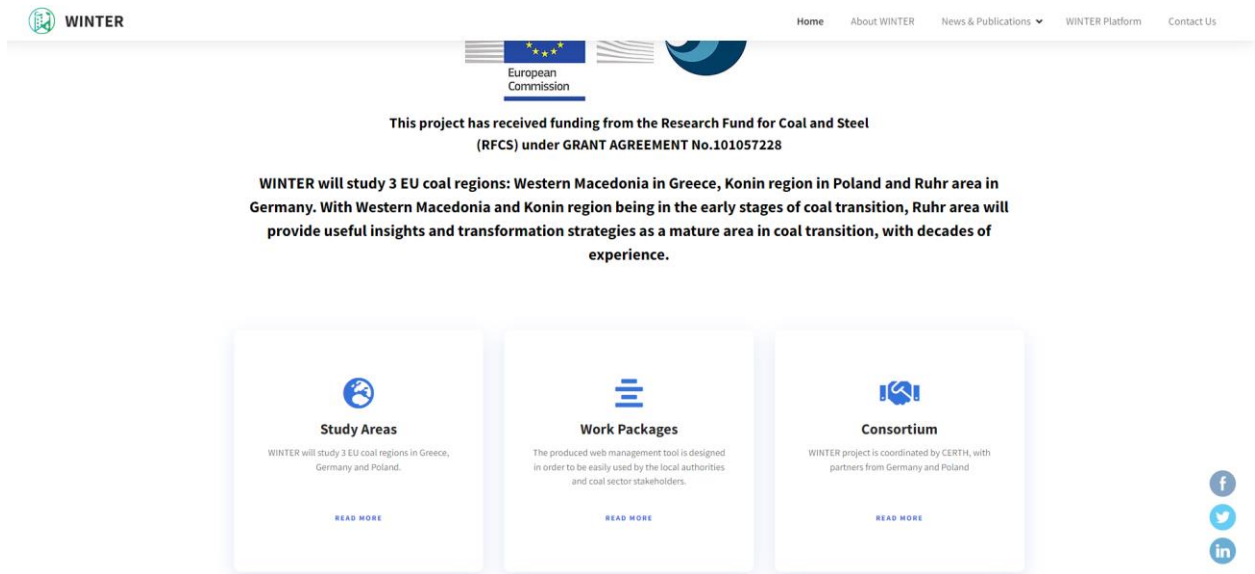 WINTER
Home
About WINTER
News & Publications
WINTER Platform
Contact Us
European
Commission
This project has received funding from the Research Fund for Coal and Steel
(RFCS) under GRANT AGREEMENT No.101057228
WINTER will study 3 EU coal regions: Western Macedonia in Greece, Konin region in Poland and Ruhr area in
Germany. With Western Macedonia and Konin region being in the early stages of coal transition, Ruhr area will
provide useful insights and transformation strategies as a mature area in coal transition, with decades of
experience.
Study Areas
WINTER will study 3 EU coal regions in Greece,
Germany and Poland.
READ MORE
Work Packages
The produced web management tool is designed
in order to be easily used by the local authorities
and coal sector stakeholders.
READ MORE
Consortium
WINTER project is coordinated by CERTH, with
partners from Germany and Poland
READ MORE